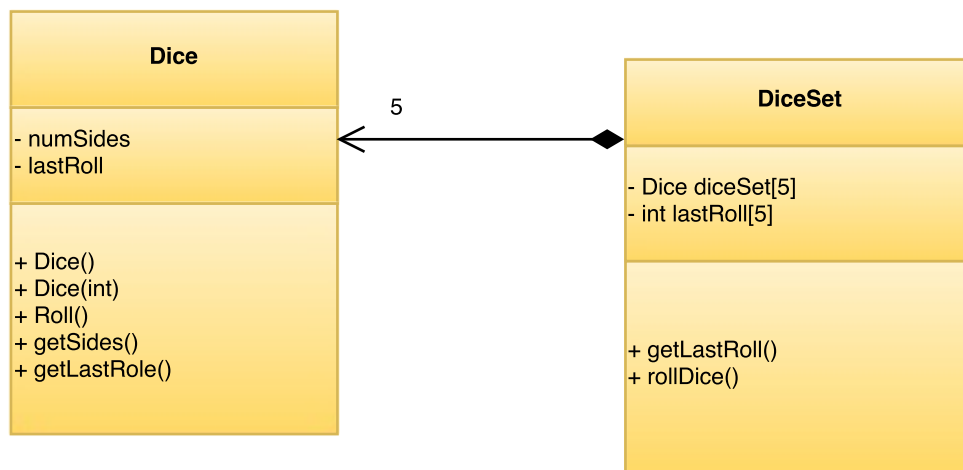 Dice
- numSides
- lastRoll
+ Dice()
+ Dice(int)
+ Roll()
+ getSides()
+ getLastRole()
5
DiceSet
- Dice diceSet[5]
- int lastRoll[5]
+ getLastRoll()
+ rollDice()